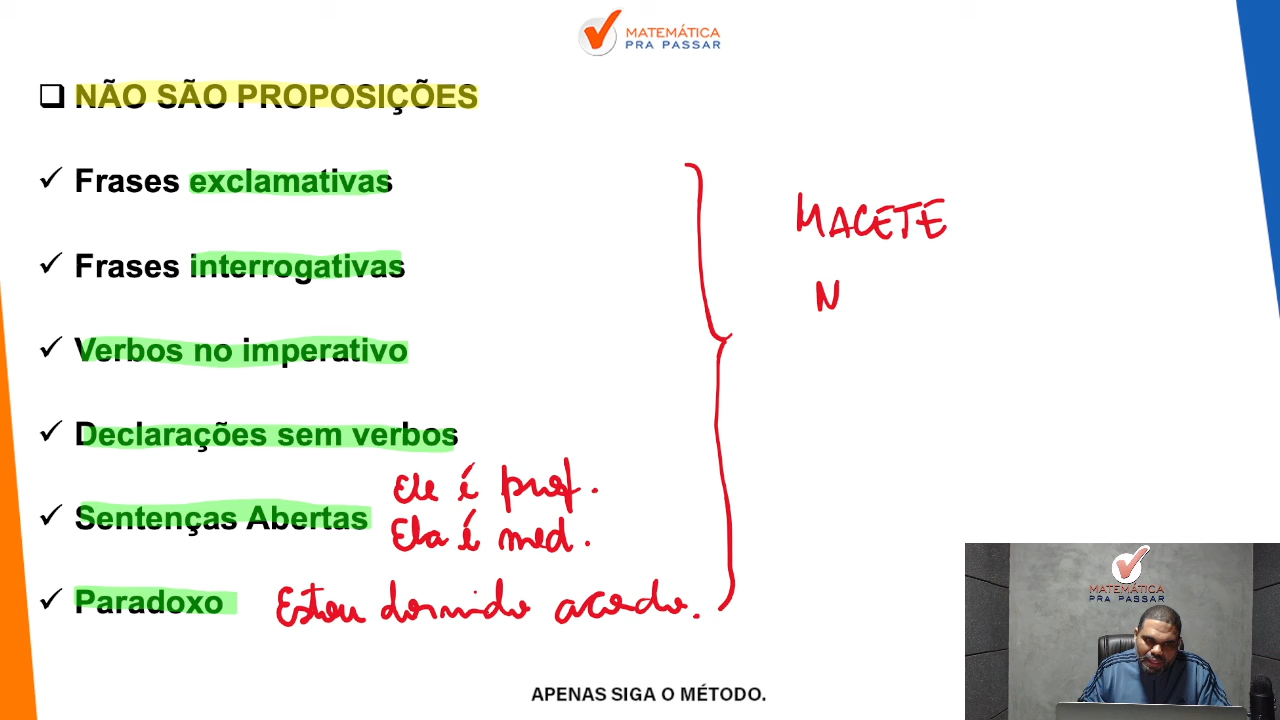 MATEMÁTICA
PRA PASSAR
NÃO SÃO PROPOSIÇÕES
Frases exclamativas
Frases interrogativas
Verbos no imperativo
Declarações sem verbos
Sentenças Abertas
Ele é prof.
Ela é med.
Paradoxo
Estou dormindo acordado.
MACETE
N
MATEMÁTICA
PRA PASSAR
APENAS SIGA O MÉTODO.